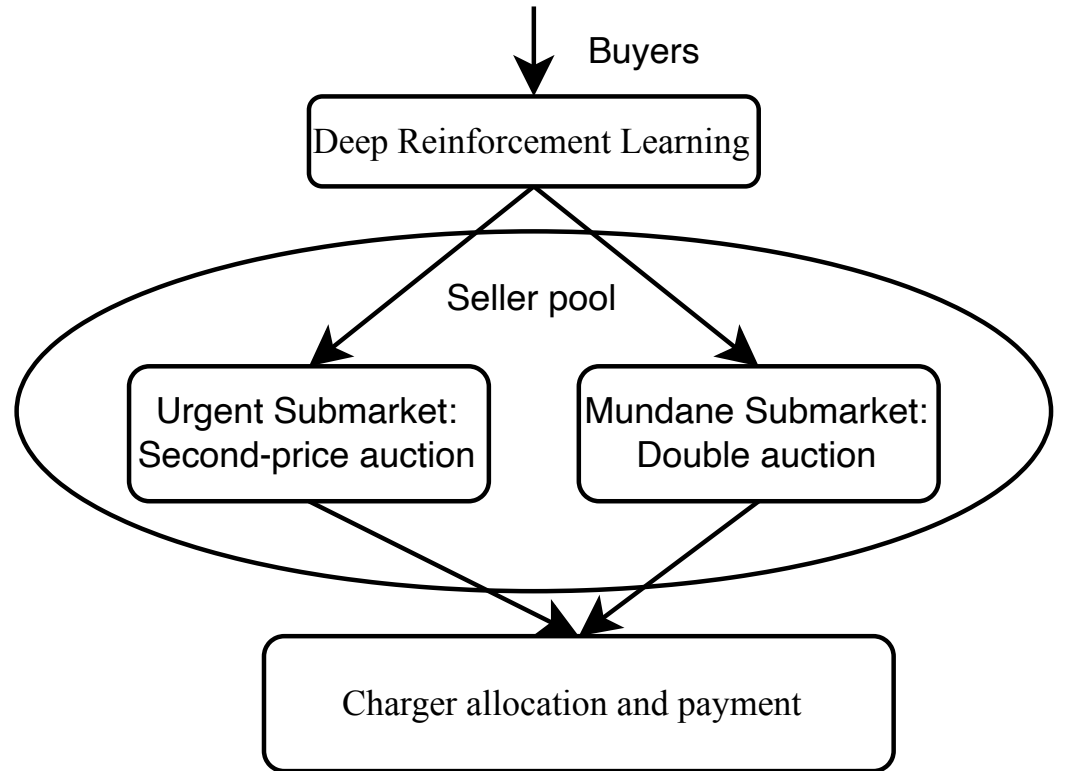 Buyers
Deep Reinforcement Learning
Seller pool
Urgent Submarket:
Second-price auction
Mundane Submarket:
Double auction
Charger allocation and payment